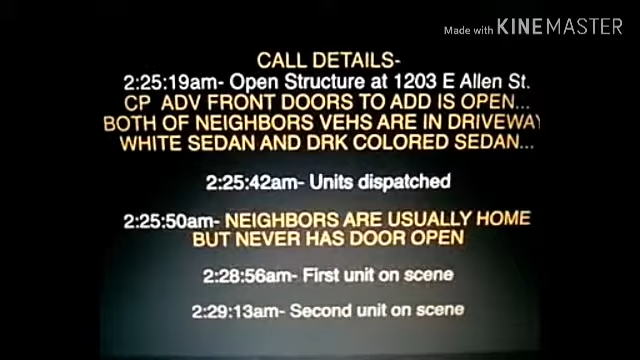 Made with KINEMASTER
CALL DETAILS-
2:25:19am- Open Structure at 1203 E Allen St.
CP ADV FRONT DOORS TO ADD IS OPEN...
BOTH OF NEIGHBORS VEHS ARE IN DRIVEWAY
WHITE SEDAN AND DRK COLORED SEDAN...
2:25:42am- Units dispatched
2:25:50am- NEIGHBORS ARE USUALLY HOME
BUT NEVER HAS DOOR OPEN
2:28:56am- First unit on scene
2:29:13am- Second unit on scene